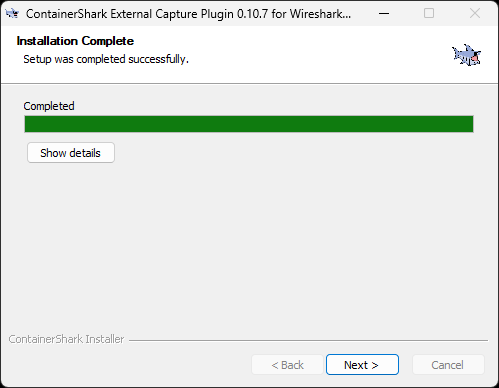 ContainerShark External Capture Plugin 0.10.7 for Wireshark...
Installation Complete
Setup was completed successfully.
Completed
Show details
ContainerShark Installer
< Back
Next >
Cancel